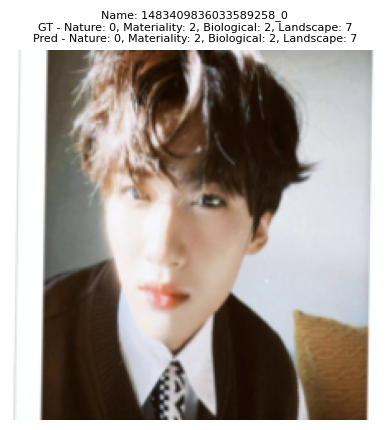 Name: 1483409836033589258_0
GT - Nature: 0, Materiality: 2, Biological: 2, Landscape: 7
Pred - Nature: 0, Materiality: 2, Biological: 2, Landscape: 7